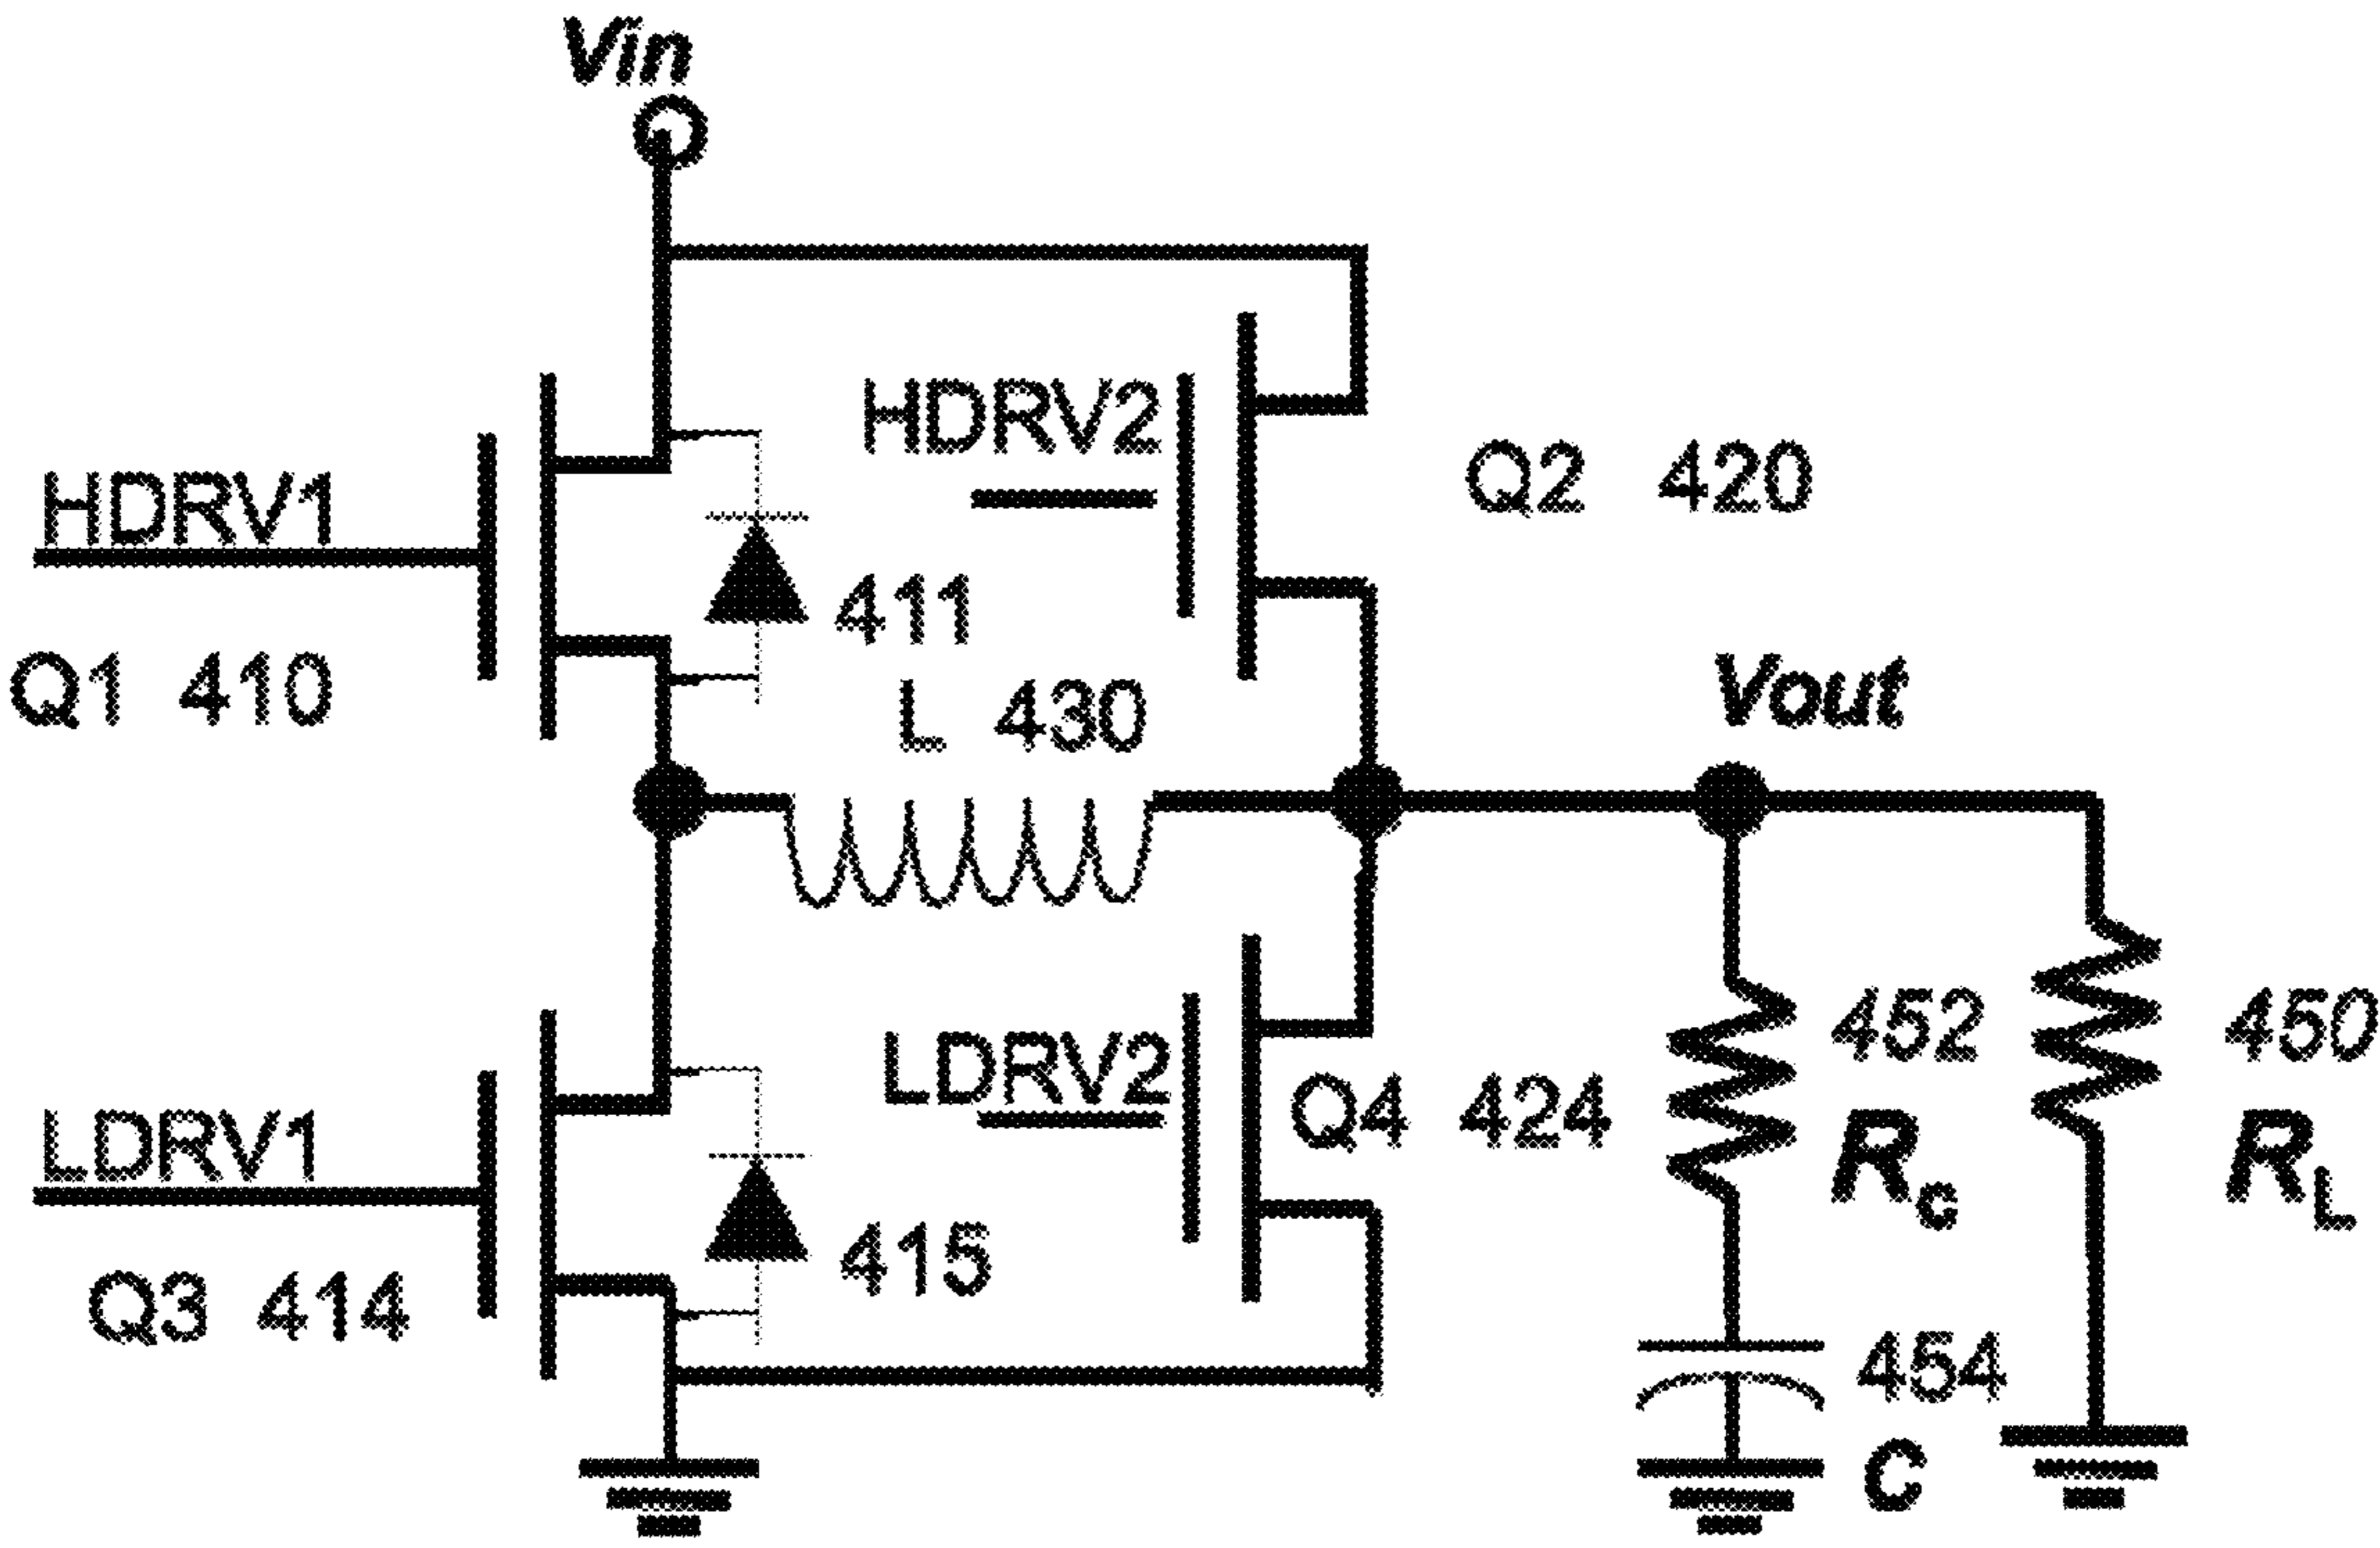 Vin
HDRV2
Q2 420
HDRV1
411
Q1 410
L 430
Vout
LDRV2
452
450
Q4 424
LDRV1
Rc
RL
415
Q3 414
454
C